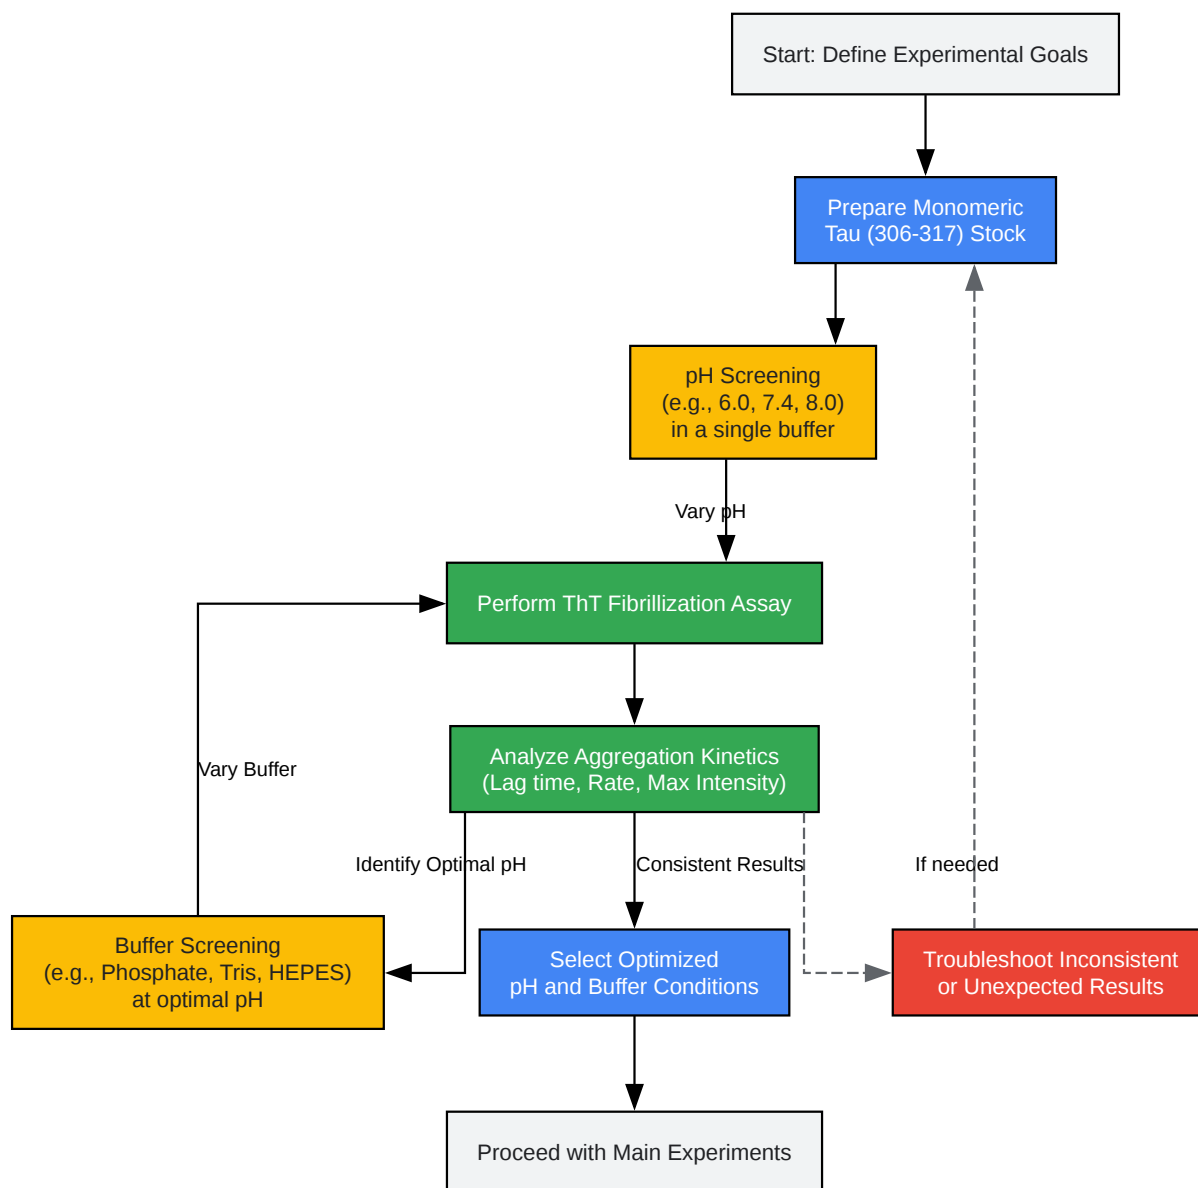 Start: Define Experimental Goals
Prepare Monomeric
Tau (306-317) Stock
pH Screening
(e.g., 6.0, 7.4, 8.0)
in a single buffer
Vary pH
Perform ThT Fibrillization Assay
Analyze Aggregation Kinetics
(Lag time, Rate, Max Intensity)
Vary Buffer
Identify Optimal pH
Consistent Results
If needed
Buffer Screening
(e.g., Phosphate, Tris, HEPES)
at optimal pH
Select Optimized
pH and Buffer Conditions
Troubleshoot Inconsistent
or Unexpected Results
Proceed with Main Experiments